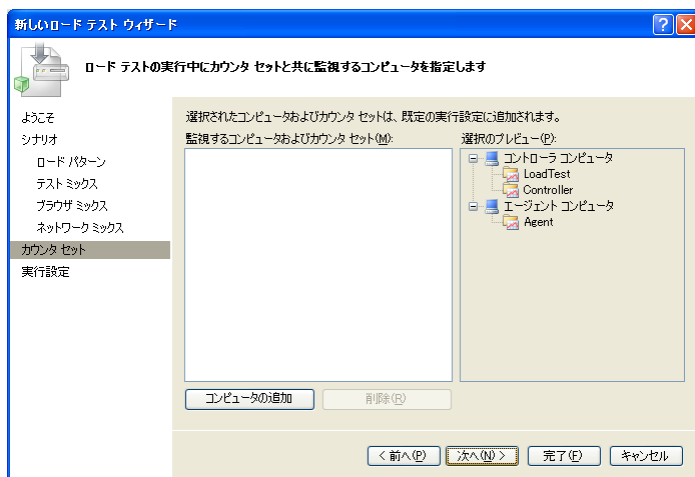 新しいロード テスト ウィザード
ロード テストの実行中にカウンタ セットと共に監視するコンピュータを指定します
ようこそ
シナリオ
ロード パターン
テスト ミックス
ブラウザ ミックス
ネットワーク ミックス
カウンタ セット
実行設定
選択されたコンピュータおよびカウンタ セットは、既定の実行設定に追加されます。
監視するコンピュータおよびカウンタ セット(M):
選択のプレビュー(P):
コントローラ コンピュータ
LoadTest
Controller
エージェント コンピュータ
Agent
コンピュータの追加
削除(R)
< 前へ(P)
次へ(N) >
完了(F)
キャンセル